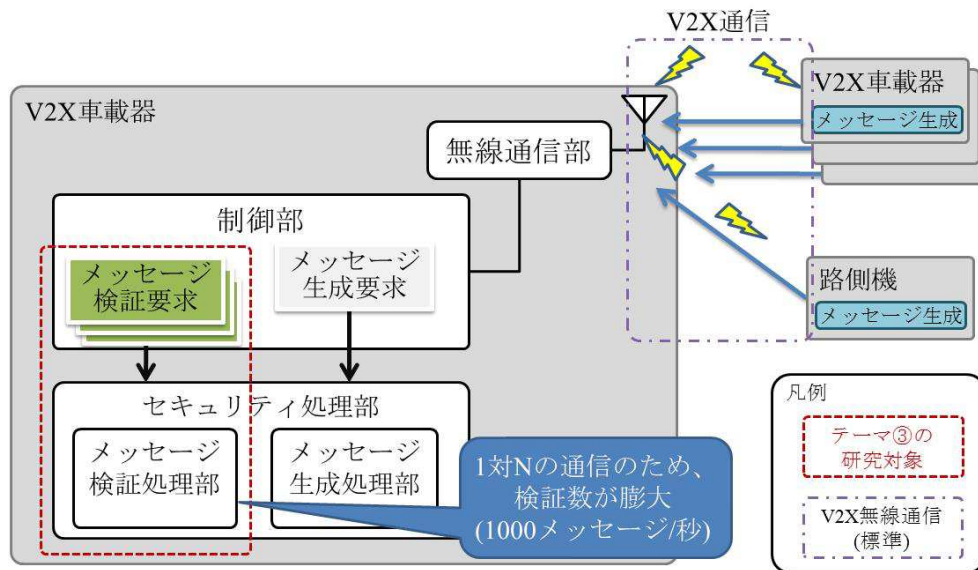 V2X通信
V2X車載器
メッセージ生成
V2X車載器
無線通信部
制御部
メッセージ
検証要求
メッセージ
生成要求
路側機
メッセージ生成
セキュリティ処理部
メッセージ
検証処理部
メッセージ
生成処理部
1対Nの通信のため、
検証数が膨大
(1000メッセージ/秒)
凡例
テーマ③の
研究対象
V2X無線通信
(標準)